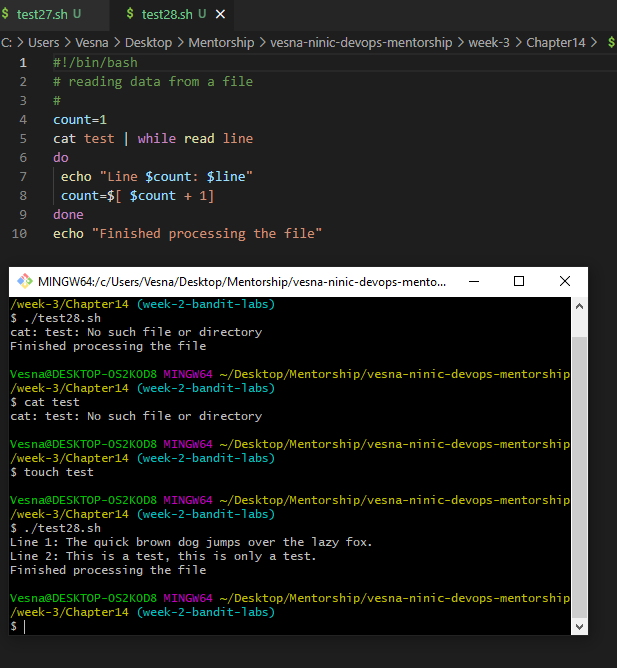 $ test27.sh U $ test28.sh U
C: > Users > Vesna > Desktop > Mentorship > vesna-ninic-devops-mentorship > week-3 > Chapter14 > $
1 #!/bin/bash
2 # reading data from a file
3 #
4 count=1
5 cat test | while read line
6 do
7 echo "Line $count: $line"
8 count=$[ $count + 1]
9 done
10 echo "Finished processing the file"
MINGW64:/c/Users/Vesna/Desktop/Mentorship/vesna-ninic-devops-mento...
/week-3/Chapter14 (week-2-bandit-labs)
$ ./test28.sh
cat: test: No such file or directory
Finished processing the file
Vesna@DESKTOP-OS2KOD8 MINGW64 ~/Desktop/Mentorship/vesna-ninic-devops-mentorship
/week-3/Chapter14 (week-2-bandit-labs)
$ cat test
cat: test: No such file or directory
Vesna@DESKTOP-OS2KOD8 MINGW64 ~/Desktop/Mentorship/vesna-ninic-devops-mentorship
/week-3/Chapter14 (week-2-bandit-labs)
$ touch test
Vesna@DESKTOP-OS2KOD8 MINGW64 ~/Desktop/Mentorship/vesna-ninic-devops-mentorship
/week-3/Chapter14 (week-2-bandit-labs)
$ ./test28.sh
Line 1: The quick brown dog jumps over the lazy fox.
Line 2: This is a test, this is only a test.
Finished processing the file
Vesna@DESKTOP-OS2KOD8 MINGW64 ~/Desktop/Mentorship/vesna-ninic-devops-mentorship
/week-3/Chapter14 (week-2-bandit-labs)
$